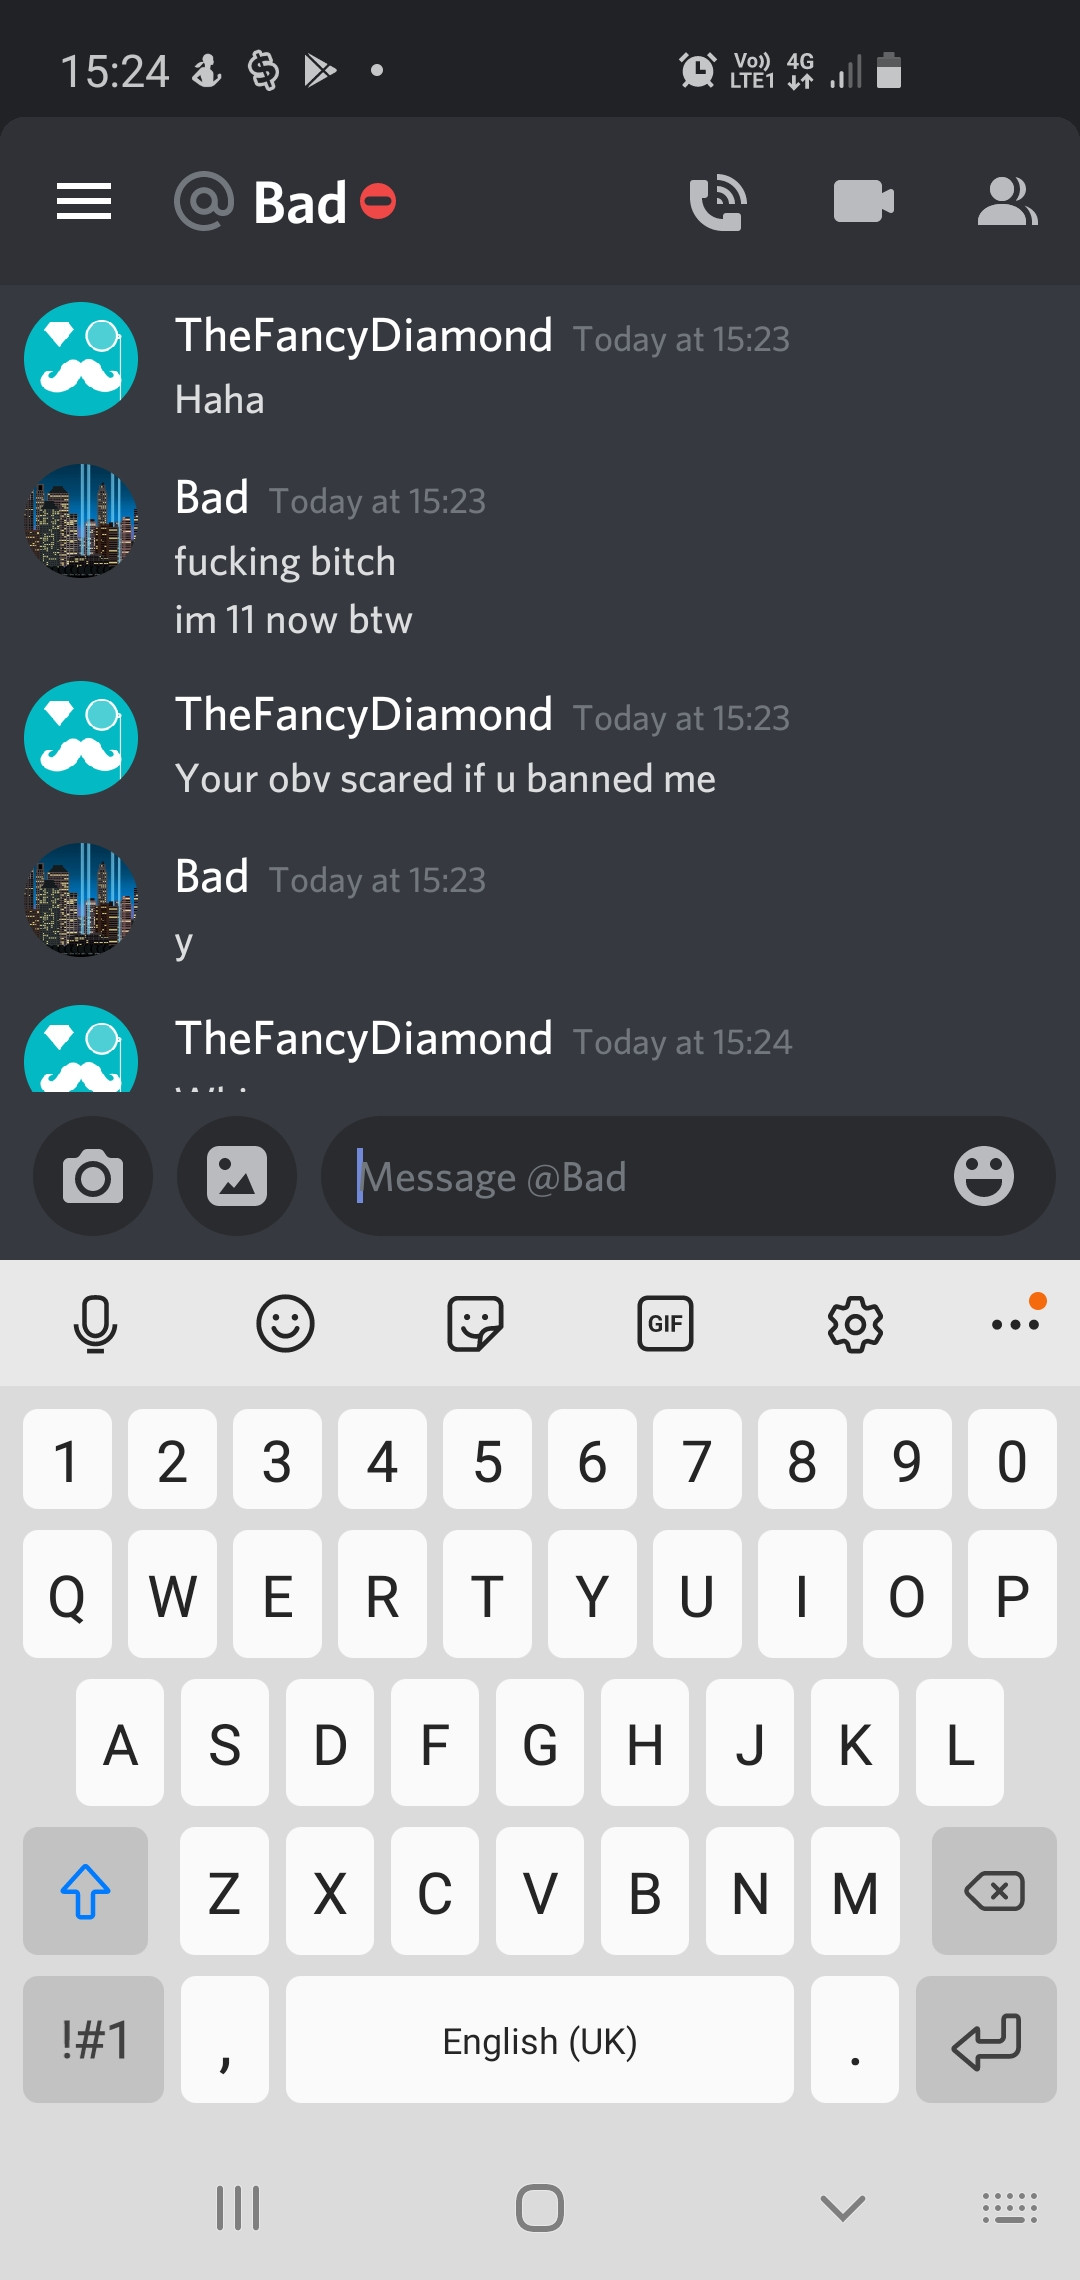 15:24
Vo)) 4G
LTE1
@ Bad
TheFancyDiamond Today at 15:23
Haha
Bad Today at 15:23
fucking bitch
im 11 now btw
TheFancyDiamond Today at 15:23
Your obv scared if u banned me
Bad Today at 15:23
y
TheFancyDiamond Today at 15:24
Message @Bad
GIF
1 2 3 4 5 6 7 8 9 0
Q W E R T Y U I O P
A S D F G H J K L
Z X C V B N M
!#1 , English (UK) .